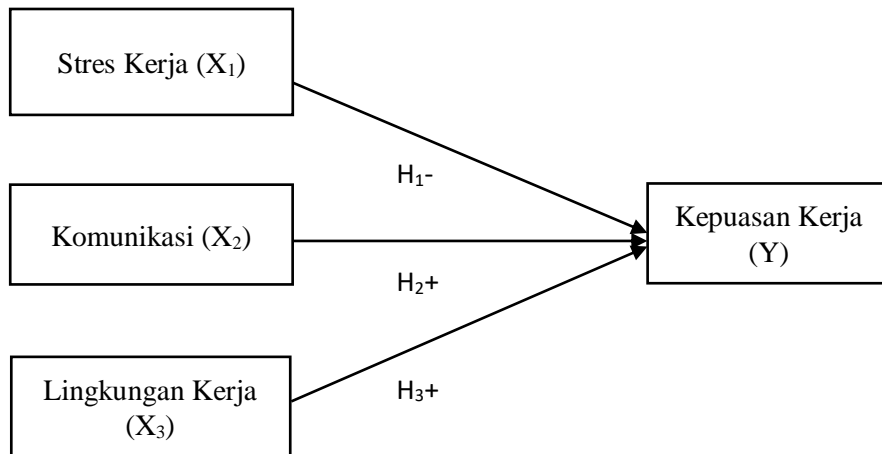 Stres Kerja (X₁)
H₁-
Komunikasi (X₂)
Kepuasan Kerja
(Y)
H₂+
Lingkungan Kerja
(X₃)
H₃+